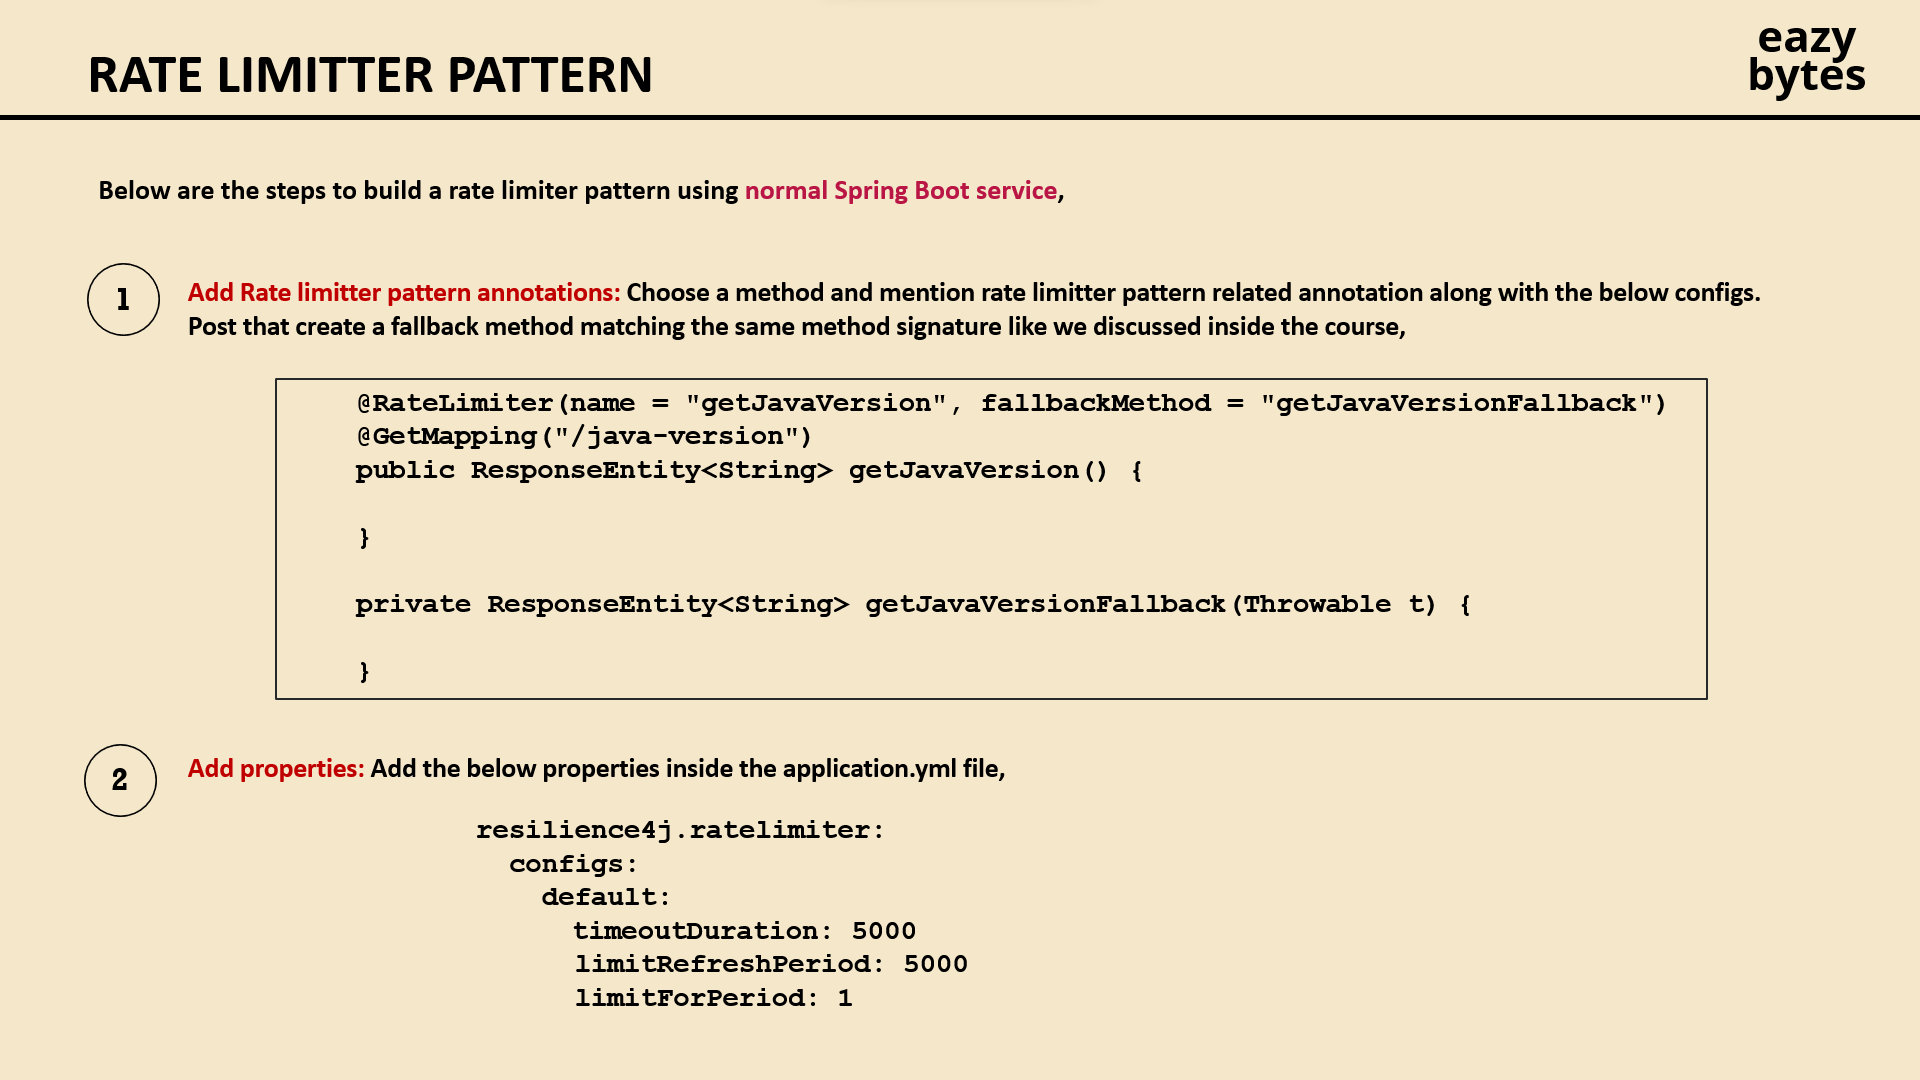 RATE LIMITTER PATTERN
eazy
bytes
Below are the steps to build a rate limiter pattern using normal Spring Boot service,
1
Add Rate limitter pattern annotations: Choose a method and mention rate limitter pattern related annotation along with the below configs.
Post that create a fallback method matching the same method signature like we discussed inside the course,
@RateLimiter(name = "getJavaVersion", fallbackMethod = "getJavaVersionFallback")
@GetMapping("/java-version")
public ResponseEntity<String> getJavaVersion() {
}
private ResponseEntity<String> getJavaVersionFallback(Throwable t) {
}
2
Add properties: Add the below properties inside the application.yml file,
resilience4j.ratelimiter:
configs:
default:
timeoutDuration: 5000
limitRefreshPeriod: 5000
limitForPeriod: 1